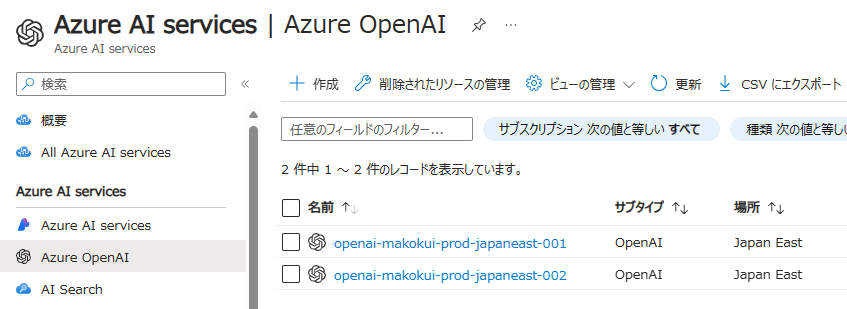 Azure AI services | Azure OpenAI
Azure AI services
検索
概要
All Azure AI services
Azure AI services
Azure AI services
Azure OpenAI
AI Search
作成 削除されたリソースの管理 ビューの管理 更新 CSV にエクスポート
任意のフィールドのフィルター... サブスクリプション 次の値と等しい すべて 種類 次の値と等しい
2 件中 1 ～ 2 件のレコードを表示しています。
名前 サブタイプ 場所
openai-makokui-prod-japaneast-001 OpenAI Japan East
openai-makokui-prod-japaneast-002 OpenAI Japan East